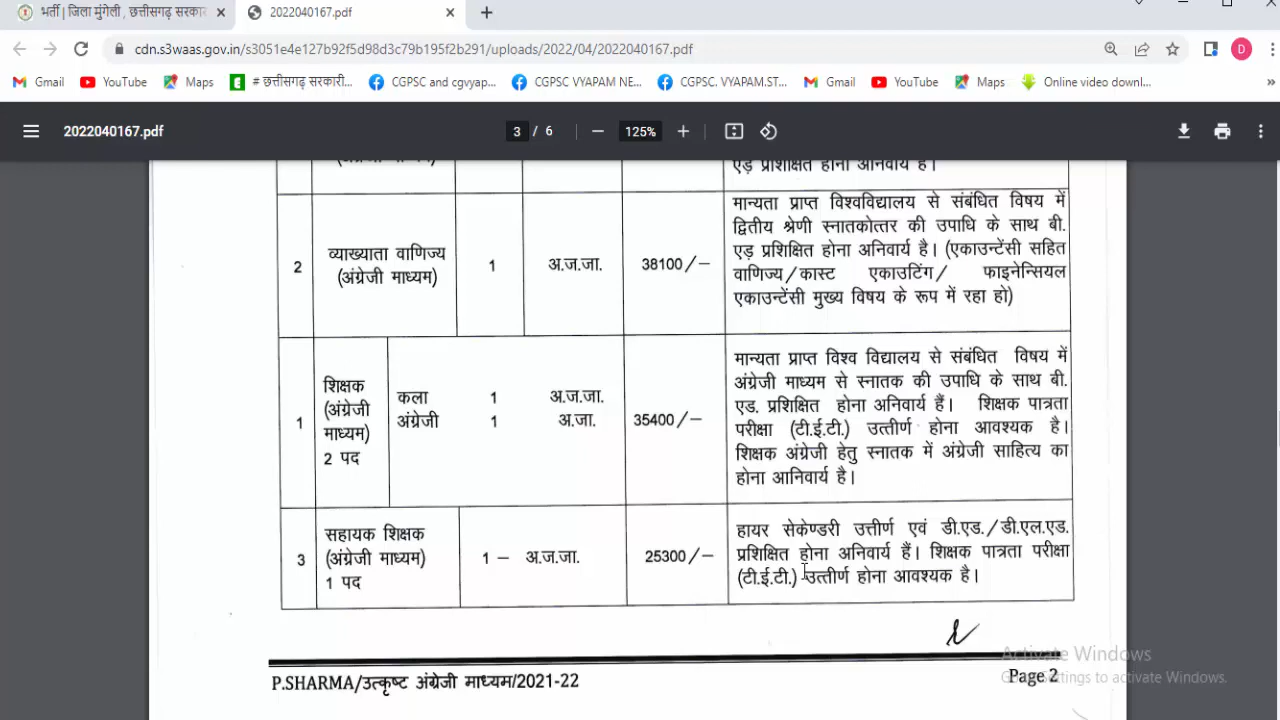 भर्ती | जिला मुंगेली , छत्तीसगढ़ सरकार
2022040167.pdf
cdn.s3waas.gov.in/s3051e4e127b92f5d98d3c79b195f2b291/uploads/2022/04/2022040167.pdf
D
Gmail
YouTube
Maps
# छत्तीसगढ़ सरकारी...
CGPSC and cgvyap...
CGPSC VYAPAM NE...
CGPSC. VYAPAM.ST...
Gmail
YouTube
Maps
Online video downl...
»
2022040167.pdf
3 / 6
125%
एड़ प्रशिक्षित होना अनिवार्य है।
2
व्याख्याता वाणिज्य
(अंग्रेजी माध्यम)
1
अ.ज.जा.
38100/–
मान्यता प्राप्त विश्वविद्यालय से संबंधित विषय में
द्वितीय श्रेणी स्नातकोत्तर की उपाधि के साथ बी.
एड़ प्रशिक्षित होना अनिवार्य है। (एकाउन्टेंसी सहित
वाणिज्य/कास्ट एकाउटिंग/ फाइनेन्सियल
एकाउन्टेंसी मुख्य विषय के रूप में रहा हो)
1
शिक्षक
(अंग्रेजी
माध्यम)
2 पद
कला 1 अ.ज.जा.
अंग्रेजी 1 अ.जा.
35400/–
मान्यता प्राप्त विश्व विद्यालय से संबंधित विषय में
अंग्रेजी माध्यम से स्नातक की उपाधि के साथ बी.
एड. प्रशिक्षित होना अनिवार्य हैं। शिक्षक पात्रता
परीक्षा (टी.ई.टी.) उत्तीर्ण होना आवश्यक है।
शिक्षक अंग्रेजी हेतु स्नातक में अंग्रेजी साहित्य का
होना आनिवार्य है।
3
सहायक शिक्षक
(अंग्रेजी माध्यम)
1 पद
1 – अ.ज.जा.
25300/–
हायर सेकेण्डरी उत्तीर्ण एवं डी.एड./डी.एल.एड.
प्रशिक्षित होना अनिवार्य हैं। शिक्षक पात्रता परीक्षा
(टी.ई.टी.) उत्तीर्ण होना आवश्यक है।
P.SHARMA/उत्कृष्ट अंग्रेजी माध्यम/2021-22
Page 2
Activate Windows
Go to Settings to activate Windows.